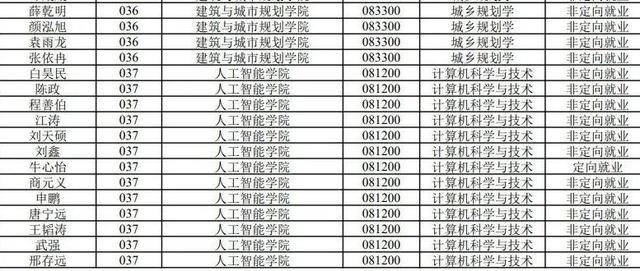 薛乾明 036 建筑与城市规划学院 083300 城乡规划学 非定向就业
颜泓旭 036 建筑与城市规划学院 083300 城乡规划学 非定向就业
袁雨龙 036 建筑与城市规划学院 083300 城乡规划学 非定向就业
张依冉 036 建筑与城市规划学院 083300 城乡规划学 非定向就业
白昊民 037 人工智能学院 081200 计算机科学与技术 非定向就业
陈政 037 人工智能学院 081200 计算机科学与技术 非定向就业
程善伯 037 人工智能学院 081200 计算机科学与技术 非定向就业
江涛 037 人工智能学院 081200 计算机科学与技术 非定向就业
刘天硕 037 人工智能学院 081200 计算机科学与技术 非定向就业
刘鑫 037 人工智能学院 081200 计算机科学与技术 非定向就业
牛心怡 037 人工智能学院 081200 计算机科学与技术 定向就业
商元义 037 人工智能学院 081200 计算机科学与技术 非定向就业
申鹏 037 人工智能学院 081200 计算机科学与技术 非定向就业
唐宁远 037 人工智能学院 081200 计算机科学与技术 非定向就业
王韬涛 037 人工智能学院 081200 计算机科学与技术 非定向就业
武强 037 人工智能学院 081200 计算机科学与技术 非定向就业
邢存远 037 人工智能学院 081200 计算机科学与技术 非定向就业